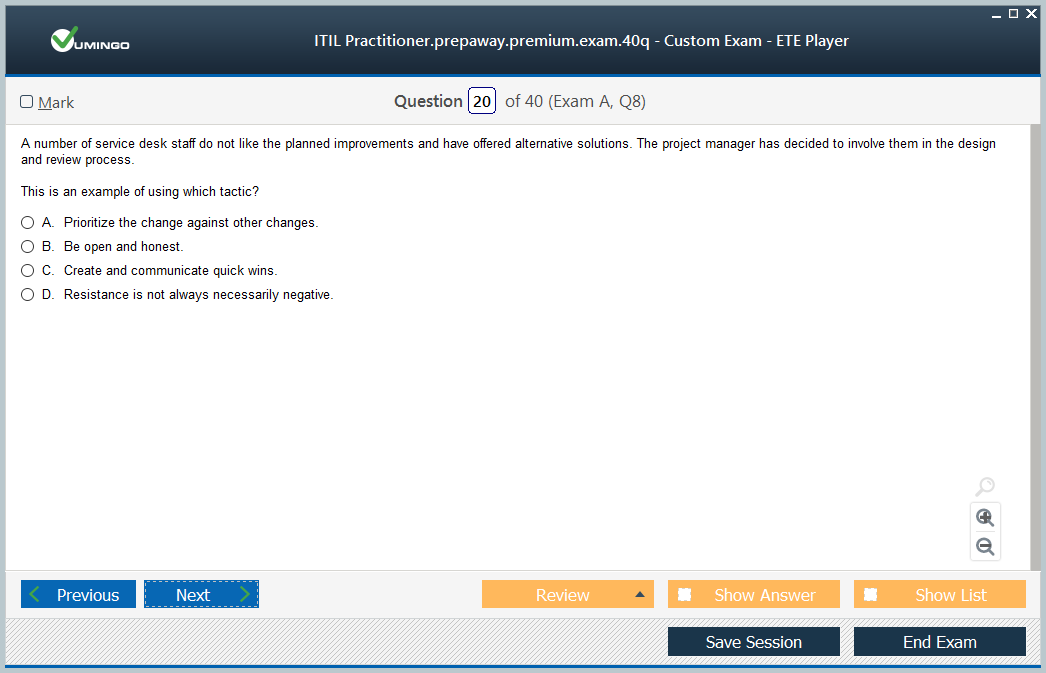 VUMINGO
ITIL Practitioner.prepaway.premium.exam.40q - Custom Exam - ETE Player
Mark
Question 20 of 40 (Exam A, Q8)
A number of service desk staff do not like the planned improvements and have offered alternative solutions. The project manager has decided to involve them in the design
and review process.
This is an example of using which tactic?
A. Prioritize the change against other changes.
B. Be open and honest.
C. Create and communicate quick wins.
D. Resistance is not always necessarily negative.
Previous
Next
Review
Show Answer
Show List
Save Session
End Exam